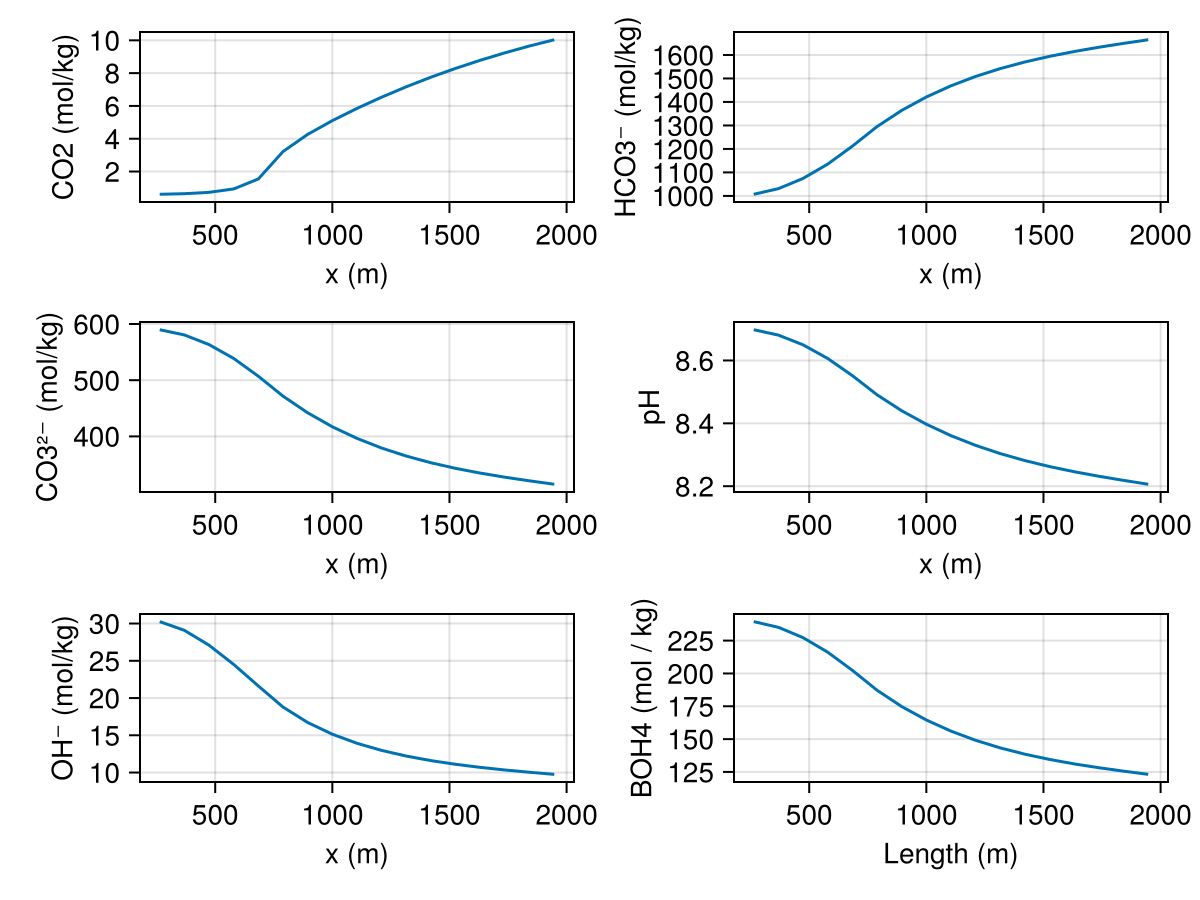 CO2 (mol/kg)
10
8
6
4
2
500 1000 1500 2000
x (m)
HCO3⁻ (mol/kg)
1600
1500
1400
1300
1200
1100
1000
500 1000 1500 2000
x (m)
CO3²⁻ (mol/kg)
600
500
400
500 1000 1500 2000
x (m)
pH
8.6
8.4
8.2
500 1000 1500 2000
x (m)
OH⁻ (mol/kg)
30
25
20
15
10
500 1000 1500 2000
x (m)
BOH4 (mol / kg)
225
200
175
150
125
500 1000 1500 2000
Length (m)